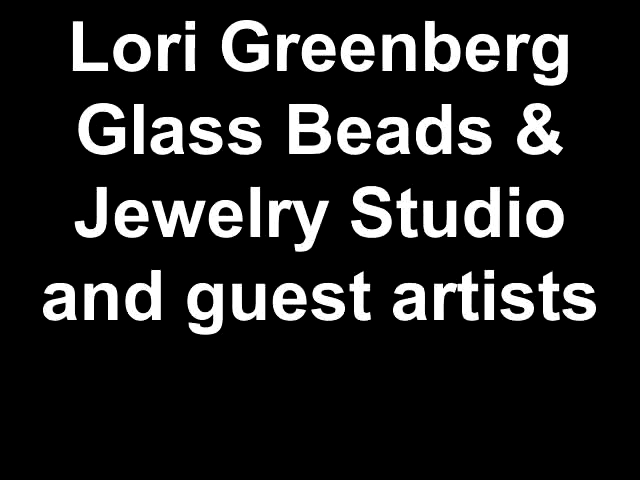 Lori Greenberg
Glass Beads &
Jewelry Studio
and guest artists